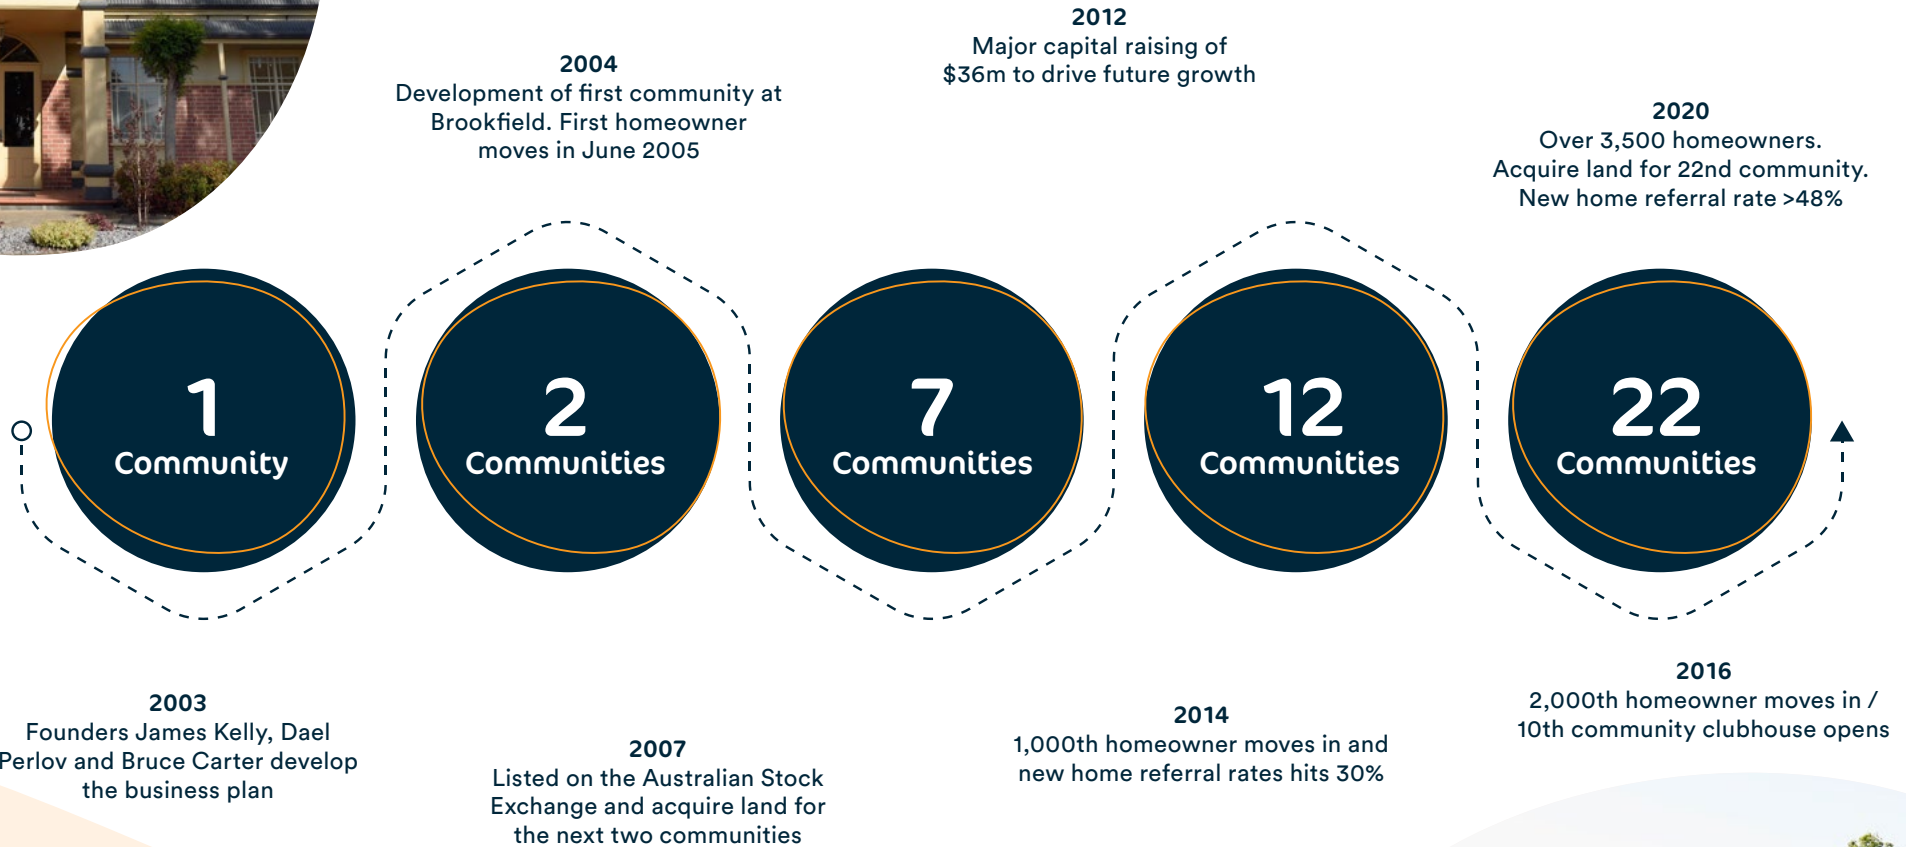 2012
Major capital raising of
$36m to drive future growth
2004
Development of first community at
Brookfield. First homeowner
moves in June 2005
2020
Over 3,500 homeowners.
Acquire land for 22nd community.
New home referral rate >48%
1
Community
2
Communities
7
Communities
12
Communities
22
Communities
2003
Founders James Kelly, Dael
Perlov and Bruce Carter develop
the business plan
2007
Listed on the Australian Stock
Exchange and acquire land for
the next two communities
2014
1,000th homeowner moves in and
new home referral rates hits 30%
2016
2,000th homeowner moves in /
10th community clubhouse opens